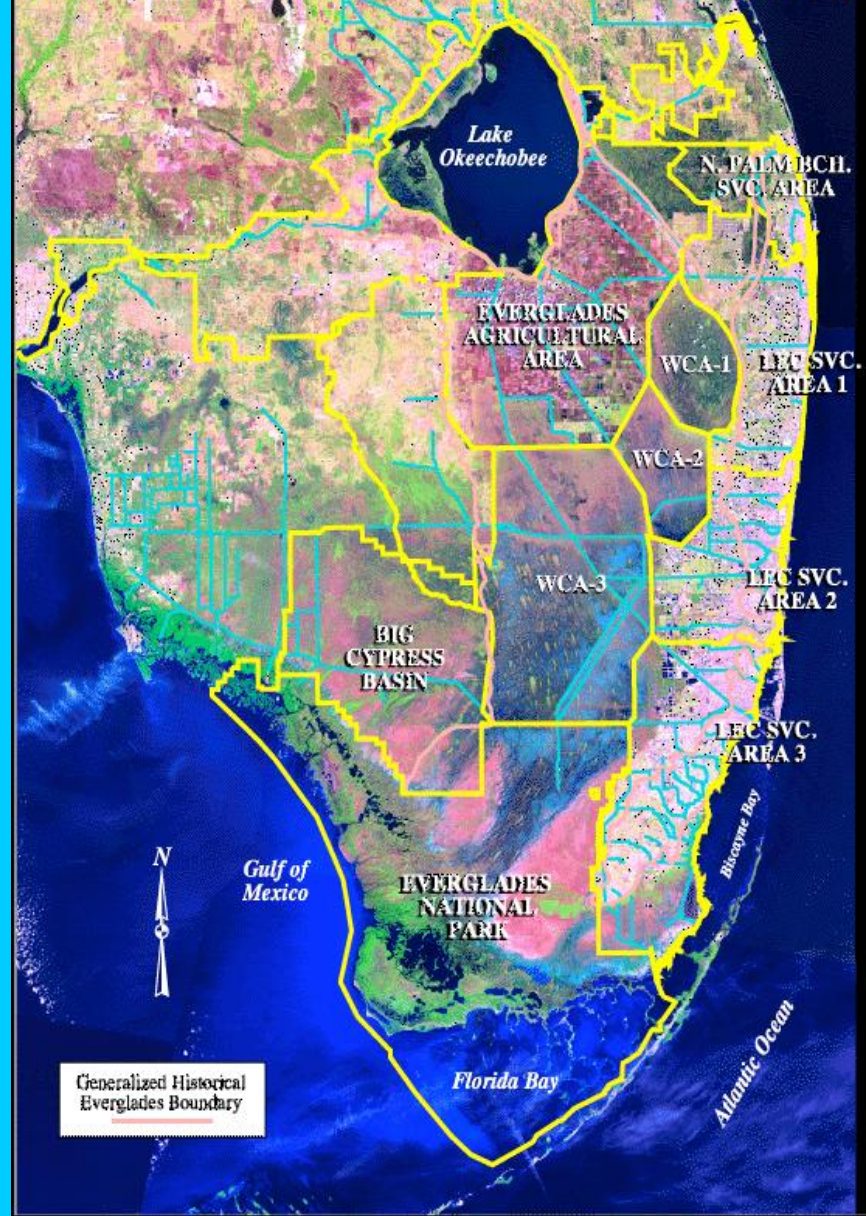 Lake
Okeechobee
N. PALM BCH.
SVC. AREA
EVERGLADES
AGRICULTURAL
AREA
WCA-1
LEC SVC.
AREA 1
WCA-2
WCA-3
LEC SVC.
AREA 2
BIG
CYPRESS
BASIN
LEC SVC.
AREA 3
Biscayne Bay
N
Gulf of
Mexico
EVERGLADES
NATIONAL
PARK
Atlantic Ocean
Florida Bay
Generalized Historical
Everglades Boundary